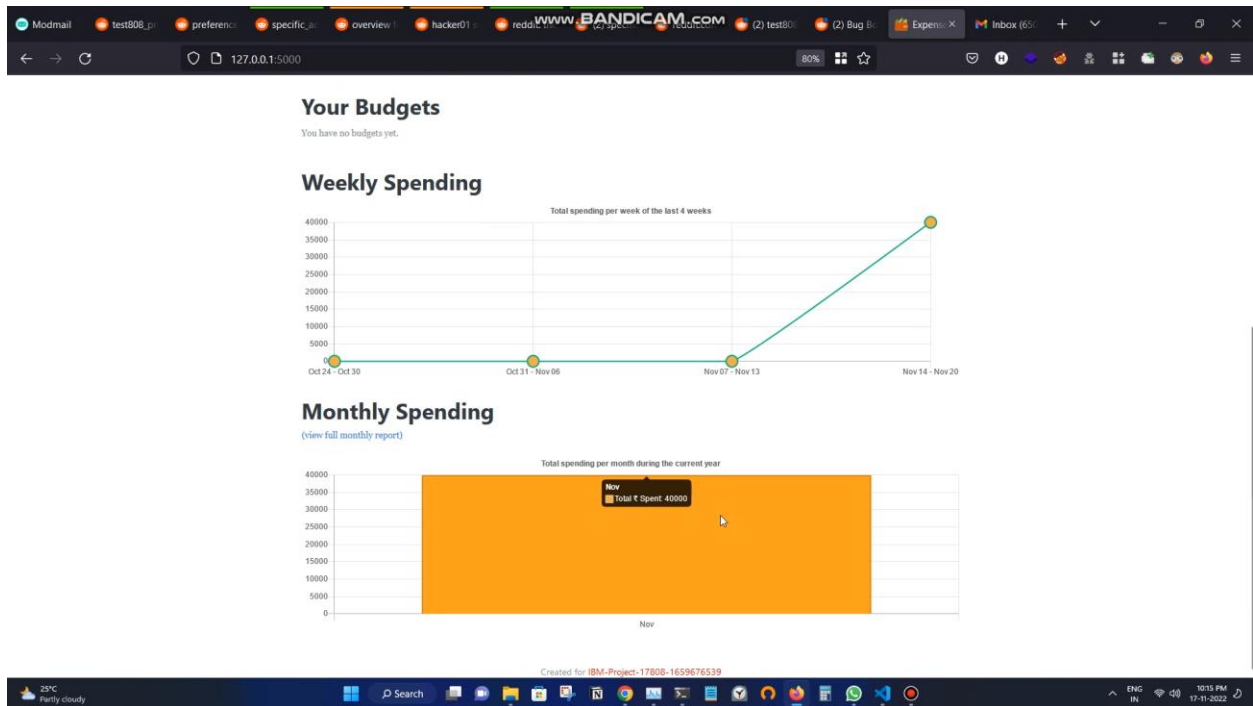 Modmail
test808_p
preference
specific_a
overview f
hacker01 s
WWW.BANDICAM.COM
(2) test80
(2) Bug B
Expens
Inbox (65
127.0.0.1:5000
80%
Your Budgets
You have no budgets yet.
Weekly Spending
Total spending per week of the last 4 weeks
40000
35000
30000
25000
20000
15000
10000
5000
0
Oct 24 - Oct 30 Oct 31 - Nov 06 Nov 07 - Nov 13 Nov 14 - Nov 20
Monthly Spending
(view full monthly report)
Total spending per month during the current year
40000
35000
30000
25000
20000
15000
10000
5000
0
Nov
Total ₹ Spent: 40000
Nov
Created for IBM-Project-17808-1659676539
25°C
Partly cloudy
Search
ENG
IN
10:15 PM
17-11-2022